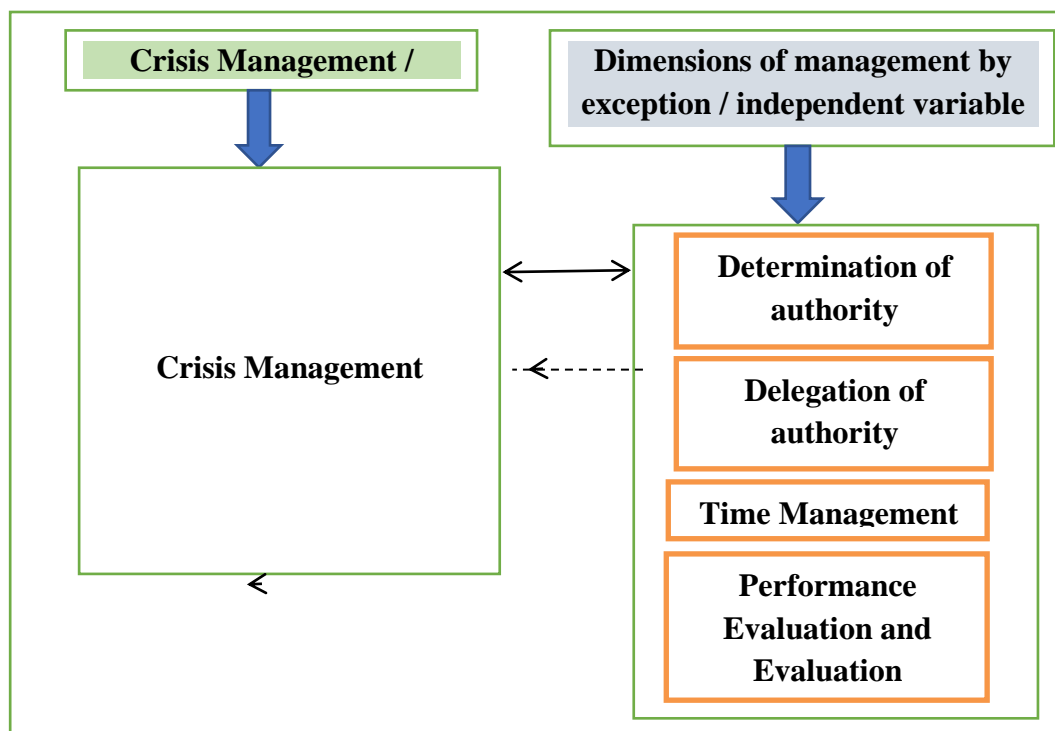 Crisis Management /
Dimensions of management by
exception / independent variable
Crisis Management
Determination of
authority
Delegation of
authority
Time Management
Performance
Evaluation and
Evaluation